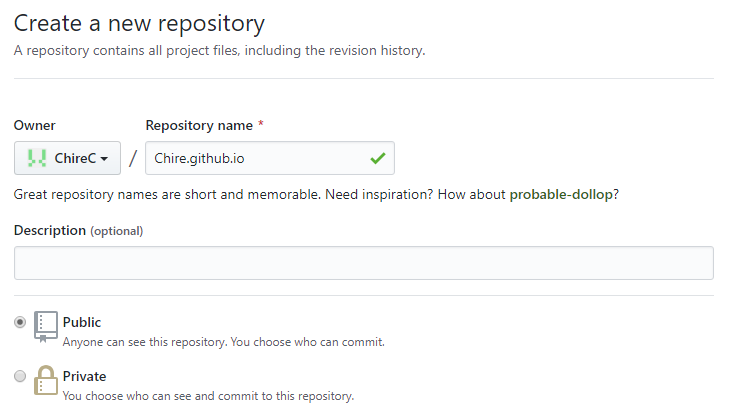 Create a new repository
A repository contains all project files, including the revision history.
Owner
Repository name *
ChireC
/
Chire.github.io
Great repository names are short and memorable. Need inspiration? How about probable-dollop?
Description (optional)
Public
Anyone can see this repository. You choose who can commit.
Private
You choose who can see and commit to this repository.